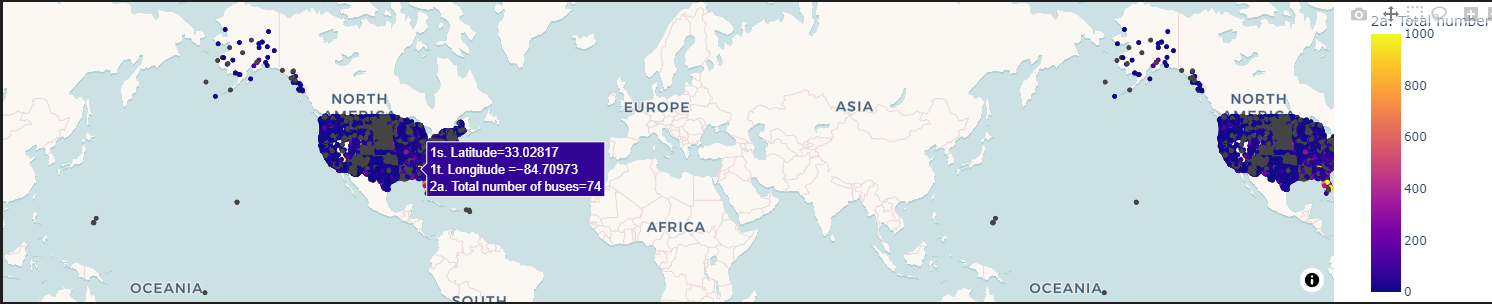 2a. Total number
NORTH
AMERICA
EUROPE
ASIA
NORTH
AMERICA
1s. Latitude=33.02817
1t. Longitude =−84.70973
2a. Total number of buses=74
AFRICA
OCEANIA
SOUTH
OCEANIA
1000
800
600
400
200
0